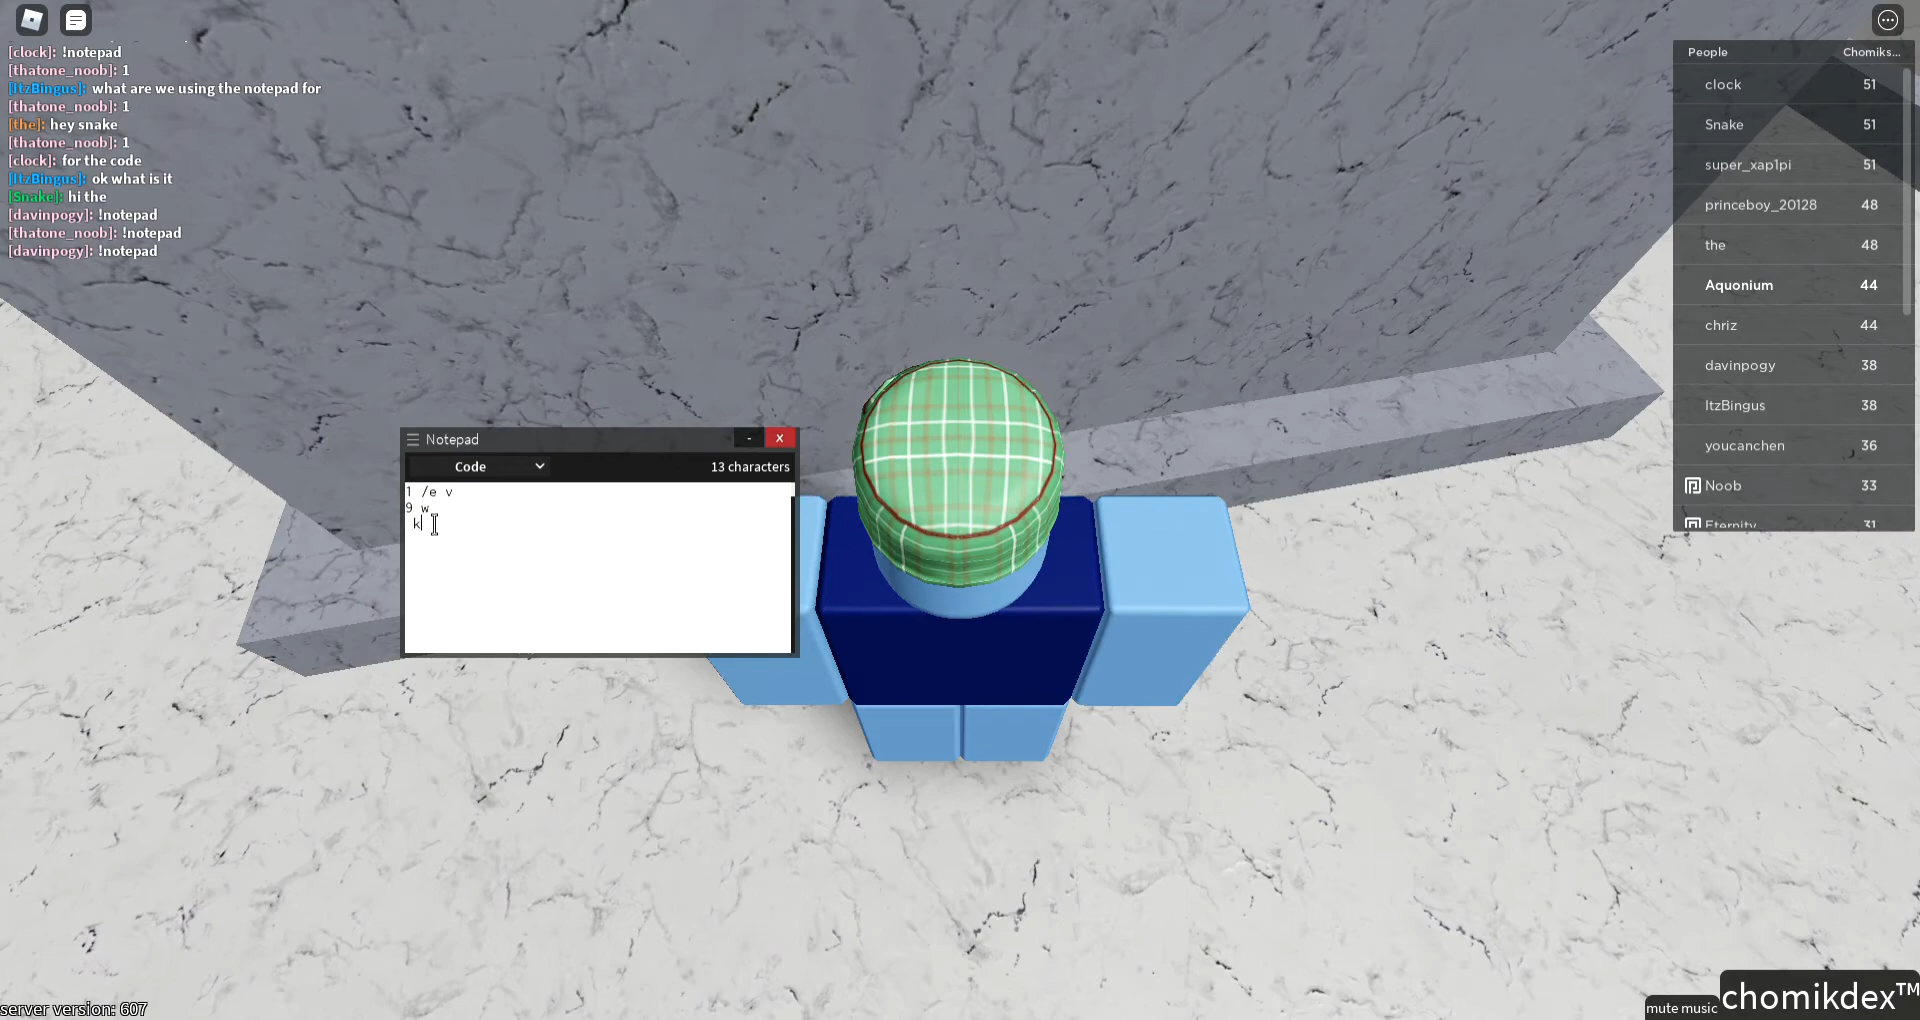 [clock]: !notepad
[thatone_noob]: 1
[ItzBingus]: what are we using the notepad for
[thatone_noob]: 1
[the]: hey snake
[thatone_noob]: 1
[clock]: for the code
[ItzBingus]: ok what is it
[Snake]: hi the
[davinpogy]: !notepad
[thatone_noob]: !notepad
[davinpogy]: !notepad
People Chomiks...
clock 51
Snake 51
super_xap1pi 51
princeboy_20128 48
the 48
Aquonium 44
chriz 44
davinpogy 38
ItzBingus 38
youcanchen 36
Noob 33
Eternity 31
Notepad - X
Code 13 characters
1 /e v
9 w
k
server version: 607
mute music
chomikdex™